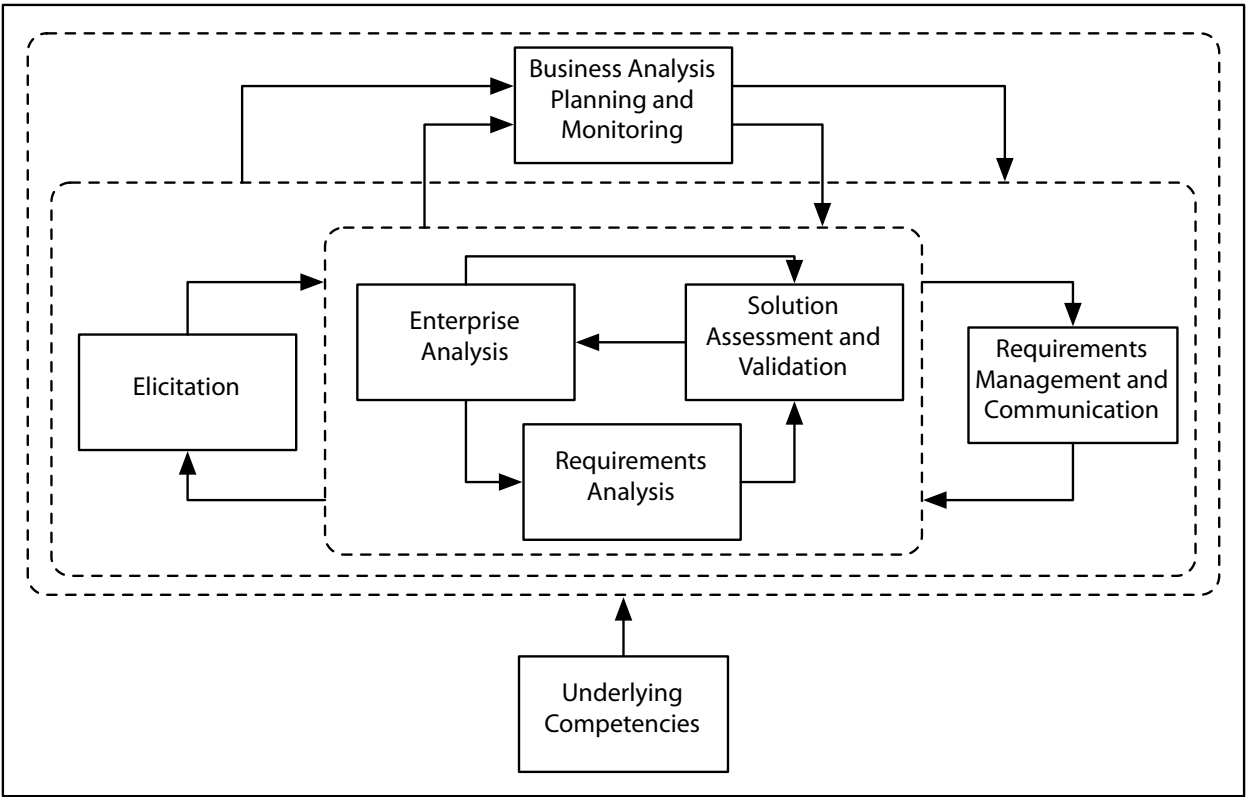 Business Analysis
Planning and
Monitoring
Enterprise
Analysis
Solution
Assessment and
Validation
Elicitation
Requirements
Management and
Communication
Requirements
Analysis
Underlying
Competencies